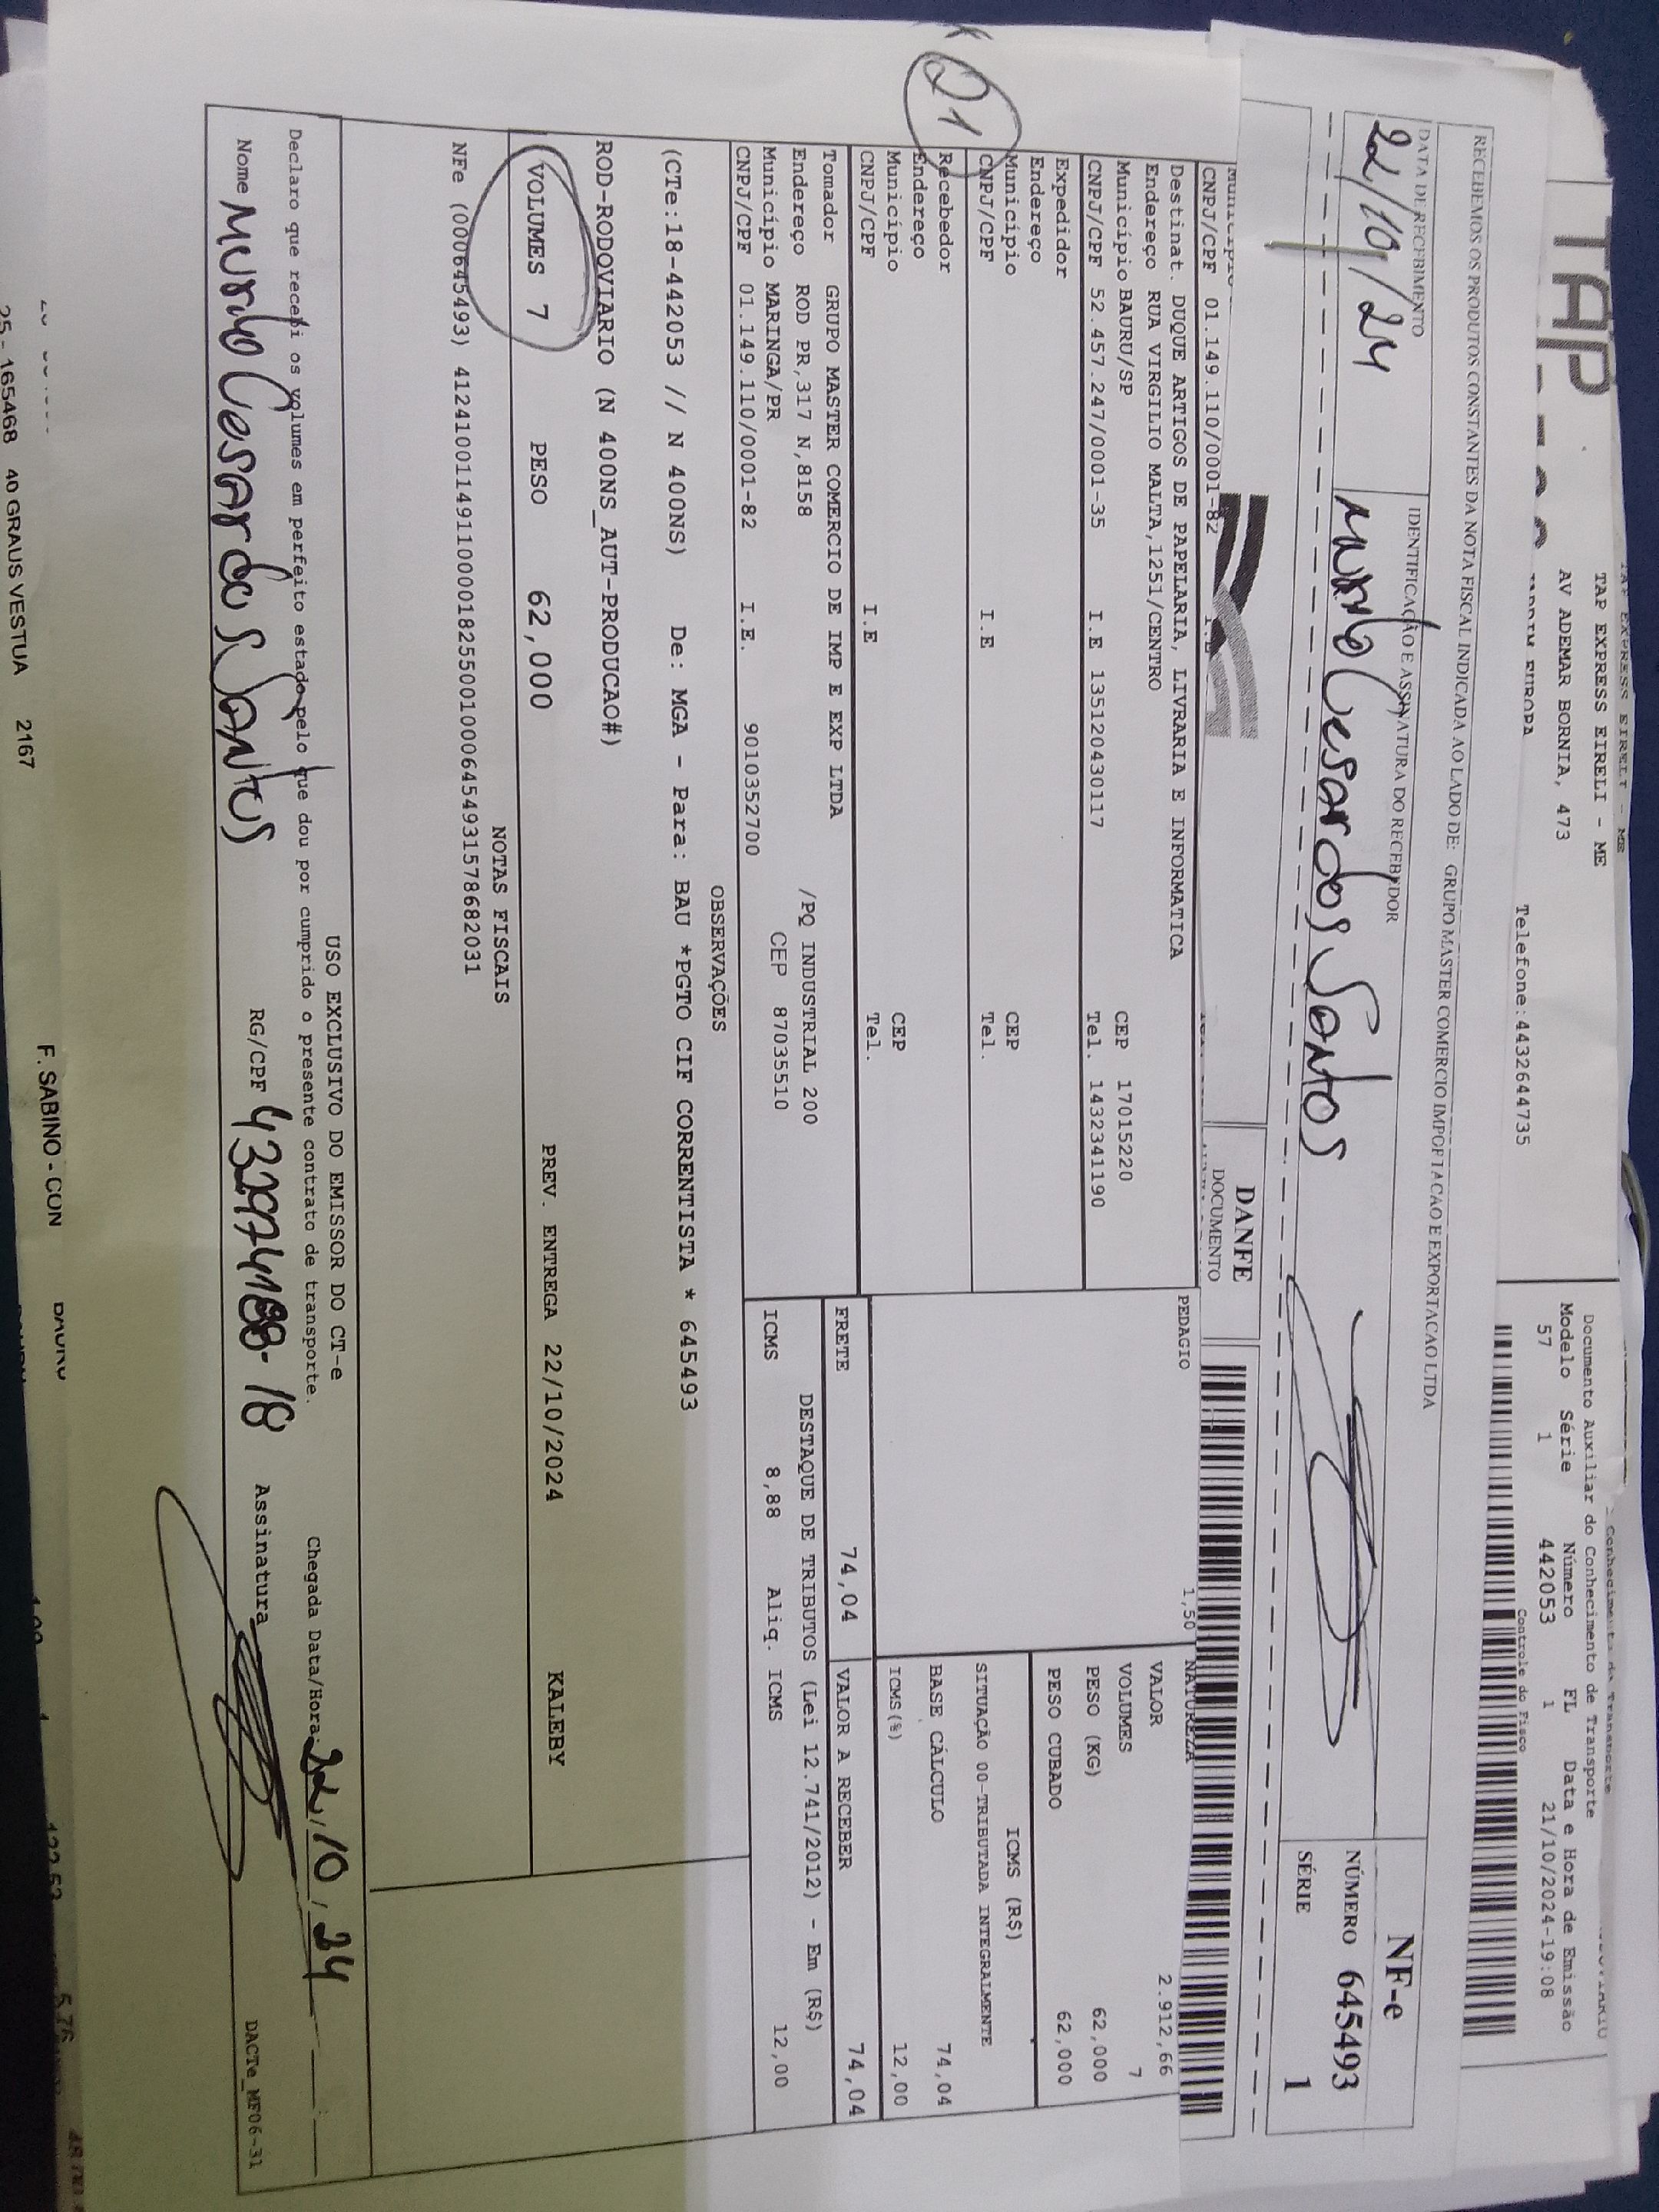 TAP
TAP EXPRESS EIRELI - ME
AV ADEMAR BORNIA, 473
JARDIM EUROPA
Telefone:4432644735
Documento Auxiliar do Conhecimento de Transporte
Modelo Série Número FL Data e Hora de Emissão
57 1 442053 1 21/10/2024-19:08
Controle do Fisco
RECEBEMOS OS PRODUTOS CONSTANTES DA NOTA FISCAL INDICADA AO LADO DE: GRUPO MASTER COMERCIO IMPORTACAO E EXPORTACAO LTDA
DATA DE RECEBIMENTO
22/10/24
IDENTIFICAÇÃO E ASSINATURA DO RECEBEDOR
Murilo Cesar dos Santos
NF-e
NÚMERO 645493
SÉRIE 1
DANFE
DOCUMENTO
CNPJ/CPF 01.149.110/0001-82
Destinat. DUQUE ARTIGOS DE PAPELARIA, LIVRARIA E INFORMATICA
Endereço RUA VIRGILIO MALTA,1251/CENTRO
Município BAURU/SP CEP 17015220
CNPJ/CPF 52.457.247/0001-35 I.E 135120430117 Tel. 1432341190
Expedidor
Endereço
Município CEP
CNPJ/CPF I.E Tel.
21
Recebedor
Endereço
Município CEP
CNPJ/CPF I.E Tel.
PEDAGIO 1,50
NATUREZA
VALOR 2.912,66
VOLUMES 7
PESO (KG) 62,000
PESO CUBADO 62,000
ICMS (R$)
SITUAÇÃO 00-TRIBUTADA INTEGRALMENTE
BASE CÁLCULO 74,04
ICMS(%) 12,00
Tomador GRUPO MASTER COMERCIO DE IMP E EXP LTDA
Endereço ROD PR,317 N,8158 /PQ INDUSTRIAL 200
Município MARINGA/PR CEP 87035510
CNPJ/CPF 01.149.110/0001-82 I.E. 9010352700
FRETE 74,04 VALOR A RECEBER 74,04
DESTAQUE DE TRIBUTOS (Lei 12.741/2012) - Em (R$)
ICMS 8,88 Aliq. ICMS 12,00
OBSERVAÇÕES
(CTe:18-442053 // N 400NS) De: MGA - Para: BAU *PGTO CIF CORRENTISTA * 645493
ROD-RODOVIARIO (N 400NS_AUT-PRODUCAO#)
VOLUMES 7 PESO 62,000 PREV. ENTREGA 22/10/2024 KALEBY
NOTAS FISCAIS
NFe (000645493) 41241001149110000182550010006454931578682031
USO EXCLUSIVO DO EMISSOR DO CT-e
Declaro que recebi os volumes em perfeito estado pelo que dou por cumprido o presente contrato de transporte.
Chegada Data/Hora: 22/10/24
Nome Murilo Cesar dos Santos RG/CPF Assinatura
DACTe_MF06-31
25 - 165468 40 GRAUS VESTUA 2167
F. SABINO - CON